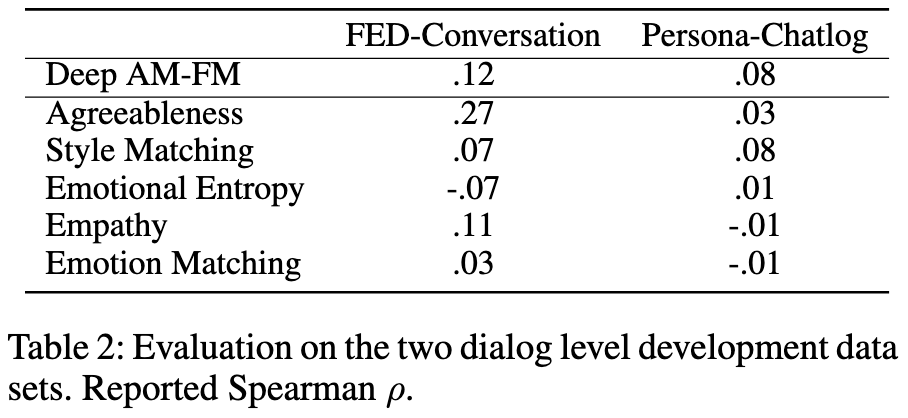 FED-Conversation Persona-Chatlog
Deep AM-FM .12 .08
Agreeableness .27 .03
Style Matching .07 .08
Emotional Entropy -.07 .01
Empathy .11 -.01
Emotion Matching .03 -.01
Table 2: Evaluation on the two dialog level development data
sets. Reported Spearman ρ.